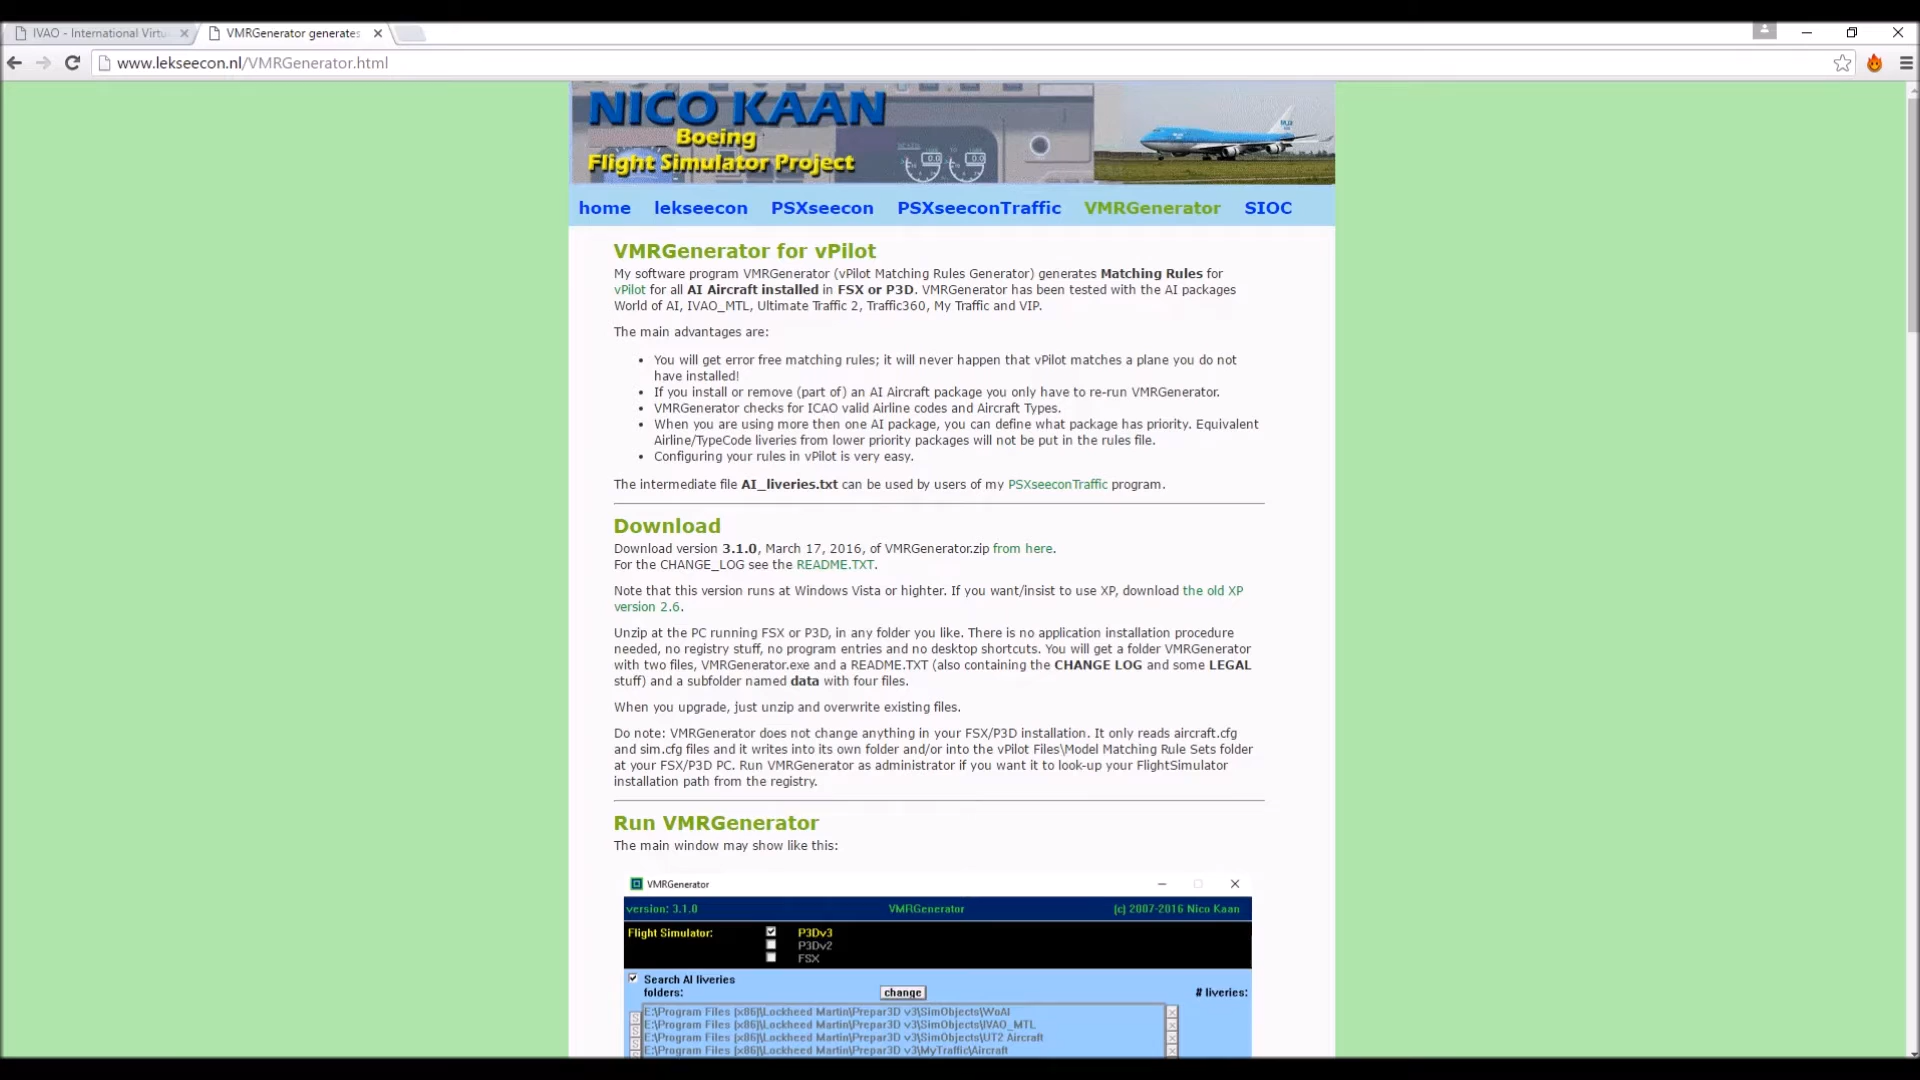 IVAO - International Virtu
VMRGenerator generates
www.lekseecon.nl/VMRGenerator.html
NICO KAAN
Boeing
Flight Simulator Project
home lekseecon PSXseecon PSXseeconTraffic VMRGenerator SIOC
VMRGenerator for vPilot
My software program VMRGenerator (vPilot Matching Rules Generator) generates Matching Rules for
vPilot for all AI Aircraft installed in FSX or P3D. VMRGenerator has been tested with the AI packages
World of AI, IVAO_MTL, Ultimate Traffic 2, Traffic360, My Traffic and VIP.
The main advantages are:
• You will get error free matching rules; it will never happen that vPilot matches a plane you do not
have installed!
• If you install or remove (part of) an AI Aircraft package you only have to re-run VMRGenerator.
• VMRGenerator checks for ICAO valid Airline codes and Aircraft Types.
• When you are using more then one AI package, you can define what package has priority. Equivalent
Airline/TypeCode liveries from lower priority packages will not be put in the rules file.
• Configuring your rules in vPilot is very easy.
The intermediate file AI_liveries.txt can be used by users of my PSXseeconTraffic program.
Download
Download version 3.1.0, March 17, 2016, of VMRGenerator.zip from here.
For the CHANGE_LOG see the README.TXT.
Note that this version runs at Windows Vista or highter. If you want/insist to use XP, download the old XP
version 2.6.
Unzip at the PC running FSX or P3D, in any folder you like. There is no application installation procedure
needed, no registry stuff, no program entries and no desktop shortcuts. You will get a folder VMRGenerator
with two files, VMRGenerator.exe and a README.TXT (also containing the CHANGE LOG and some LEGAL
stuff) and a subfolder named data with four files.
When you upgrade, just unzip and overwrite existing files.
Do note: VMRGenerator does not change anything in your FSX/P3D installation. It only reads aircraft.cfg
and sim.cfg files and it writes into its own folder and/or into the vPilot Files\Model Matching Rule Sets folder
at your FSX/P3D PC. Run VMRGenerator as administrator if you want it to look-up your FlightSimulator
installation path from the registry.
Run VMRGenerator
The main window may show like this:
VMRGenerator
version: 3.1.0 VMRGenerator (c) 2007-2016 Nico Kaan
Flight Simulator: P3Dv3
P3Dv2
FSX
Search AI liveries
folders: change # liveries:
E:\Program Files (x86)\Lockheed Martin\Prepar3D v3\SimObjects\WoAI
E:\Program Files (x86)\Lockheed Martin\Prepar3D v3\SimObjects\IVAO_MTL
E:\Program Files (x86)\Lockheed Martin\Prepar3D v3\SimObjects\UT2 Aircraft
E:\Program Files (x86)\Lockheed Martin\Prepar3D v3\MyTraffic\Aircraft